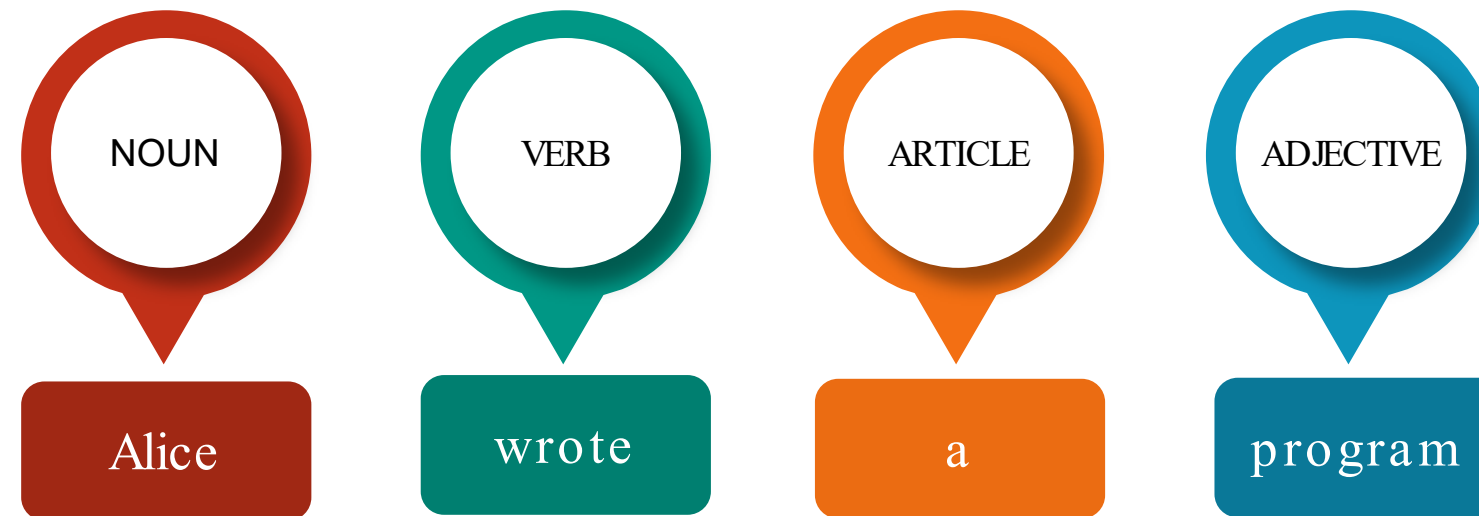 NOUN
VERB
ARTICLE
ADJECTIVE
Alice
wrote
a
program